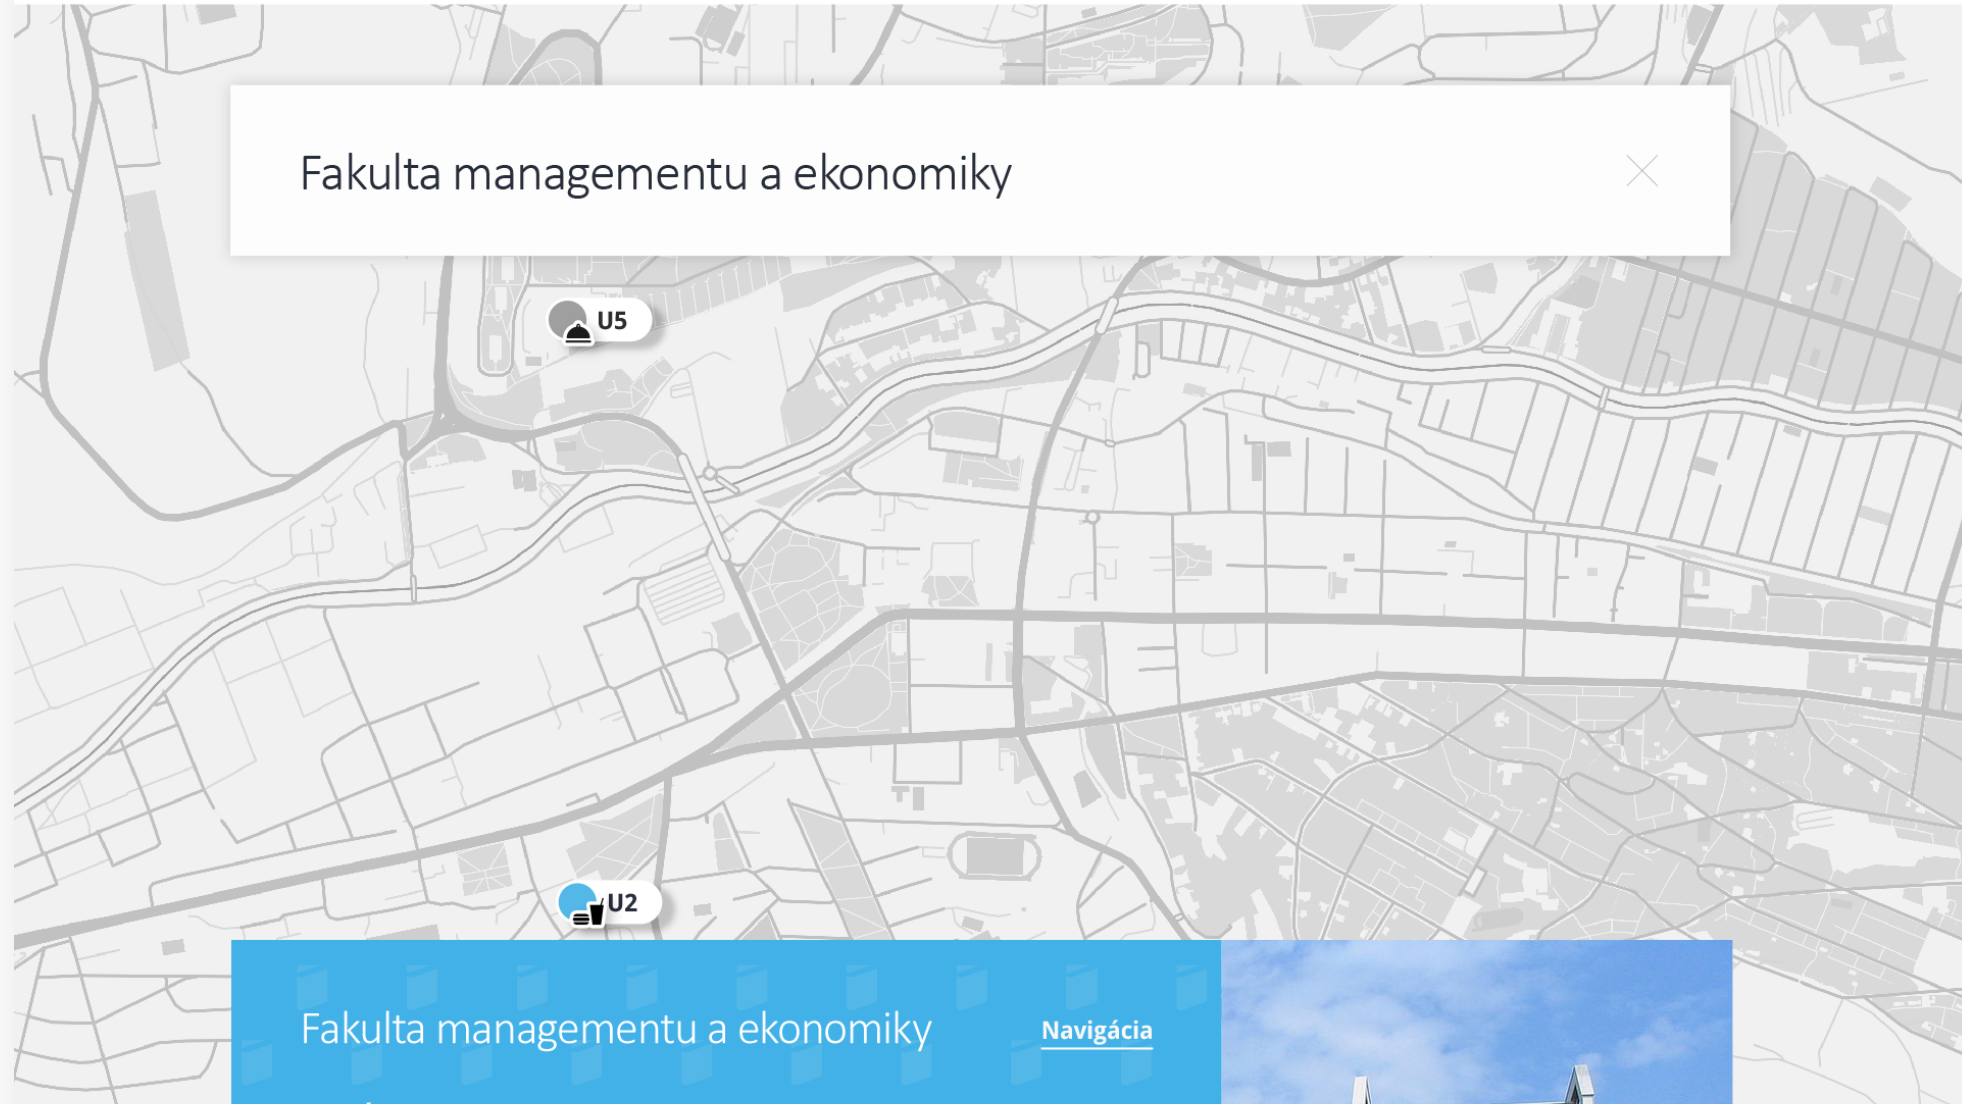 Fakulta managementu a ekonomiky
U5
U2
Fakulta managementu a ekonomiky
Navigácia